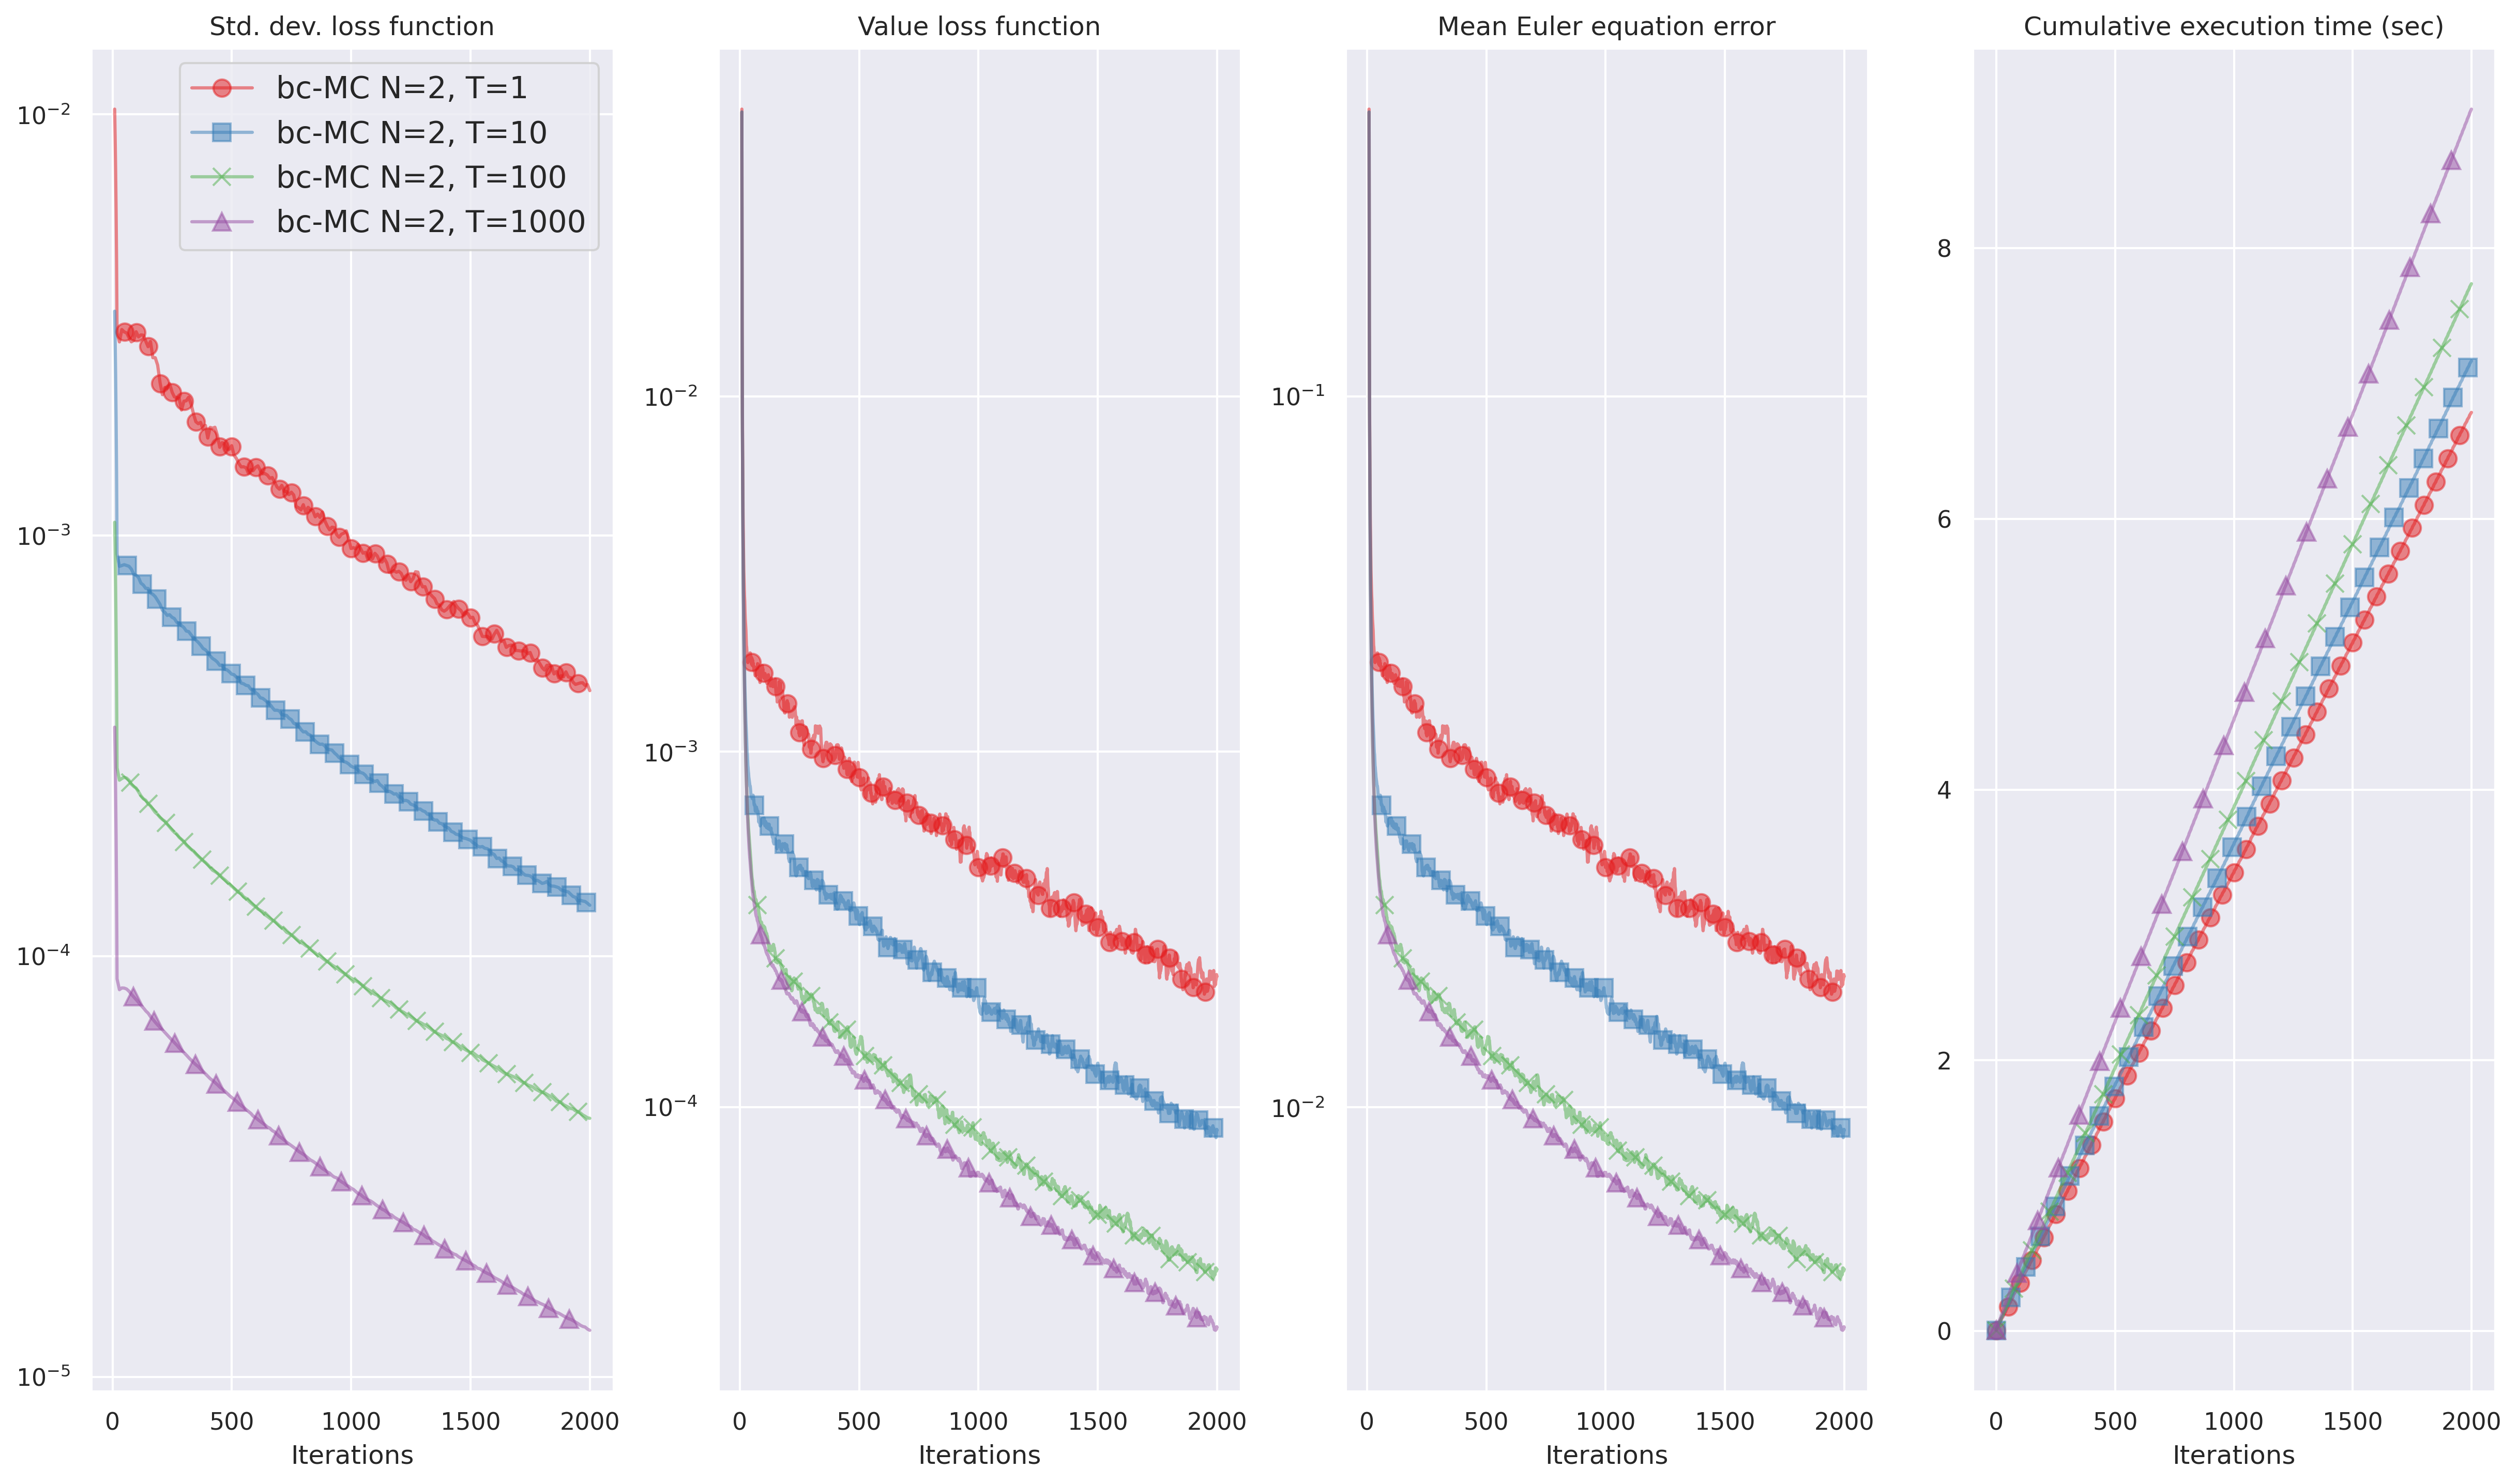 Std. dev. loss function
10⁻²
10⁻³
10⁻⁴
10⁻⁵
bc-MC N=2, T=1
bc-MC N=2, T=10
bc-MC N=2, T=100
bc-MC N=2, T=1000
0 500 1000 1500 2000
Iterations
Value loss function
10⁻²
10⁻³
10⁻⁴
0 500 1000 1500 2000
Iterations
Mean Euler equation error
10⁻¹
10⁻²
0 500 1000 1500 2000
Iterations
Cumulative execution time (sec)
8
6
4
2
0
0 500 1000 1500 2000
Iterations